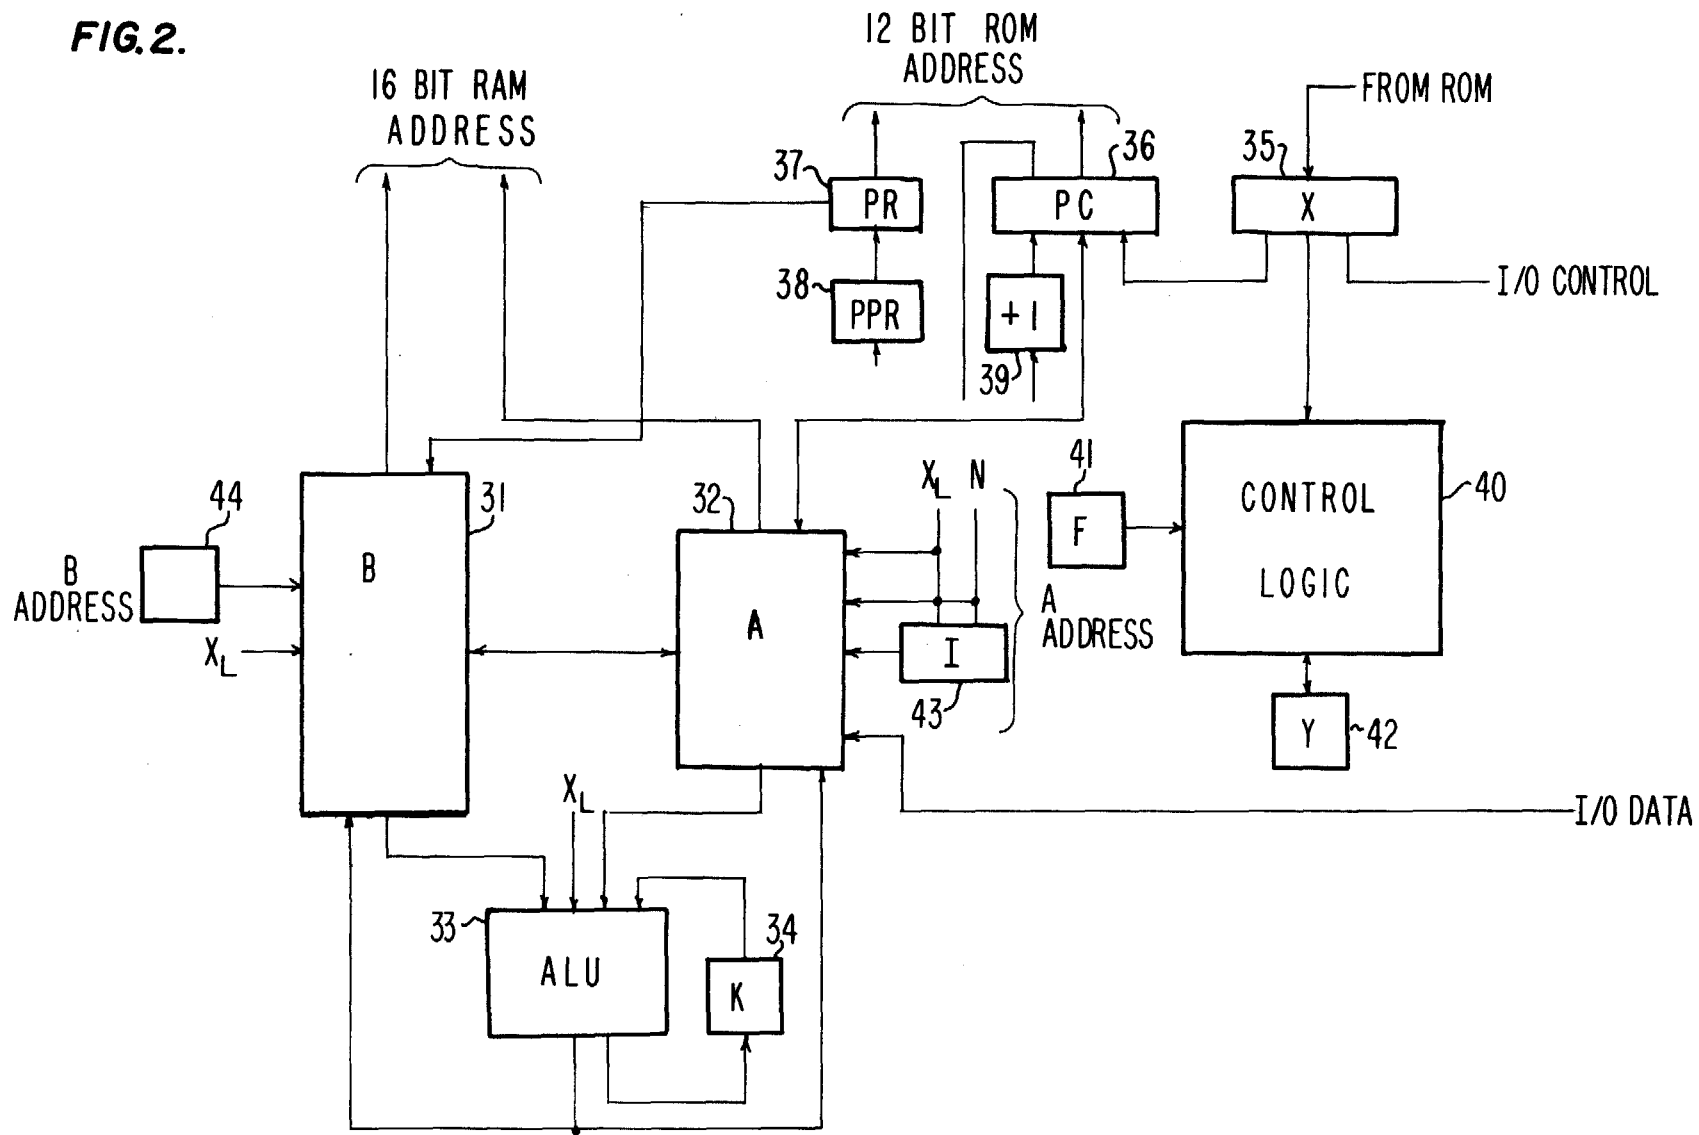 FIG. 2.
16 BIT RAM
ADDRESS
12 BIT ROM
ADDRESS
FROM ROM
37
PR
36
PC
35
X
38
PPR
+1
39
I/O CONTROL
44
B
ADDRESS
X_L
31
B
32
A
X_L N
I
43
A
ADDRESS
41
F
CONTROL
LOGIC
40
Y
42
I/O DATA
X_L
33
ALU
34
K